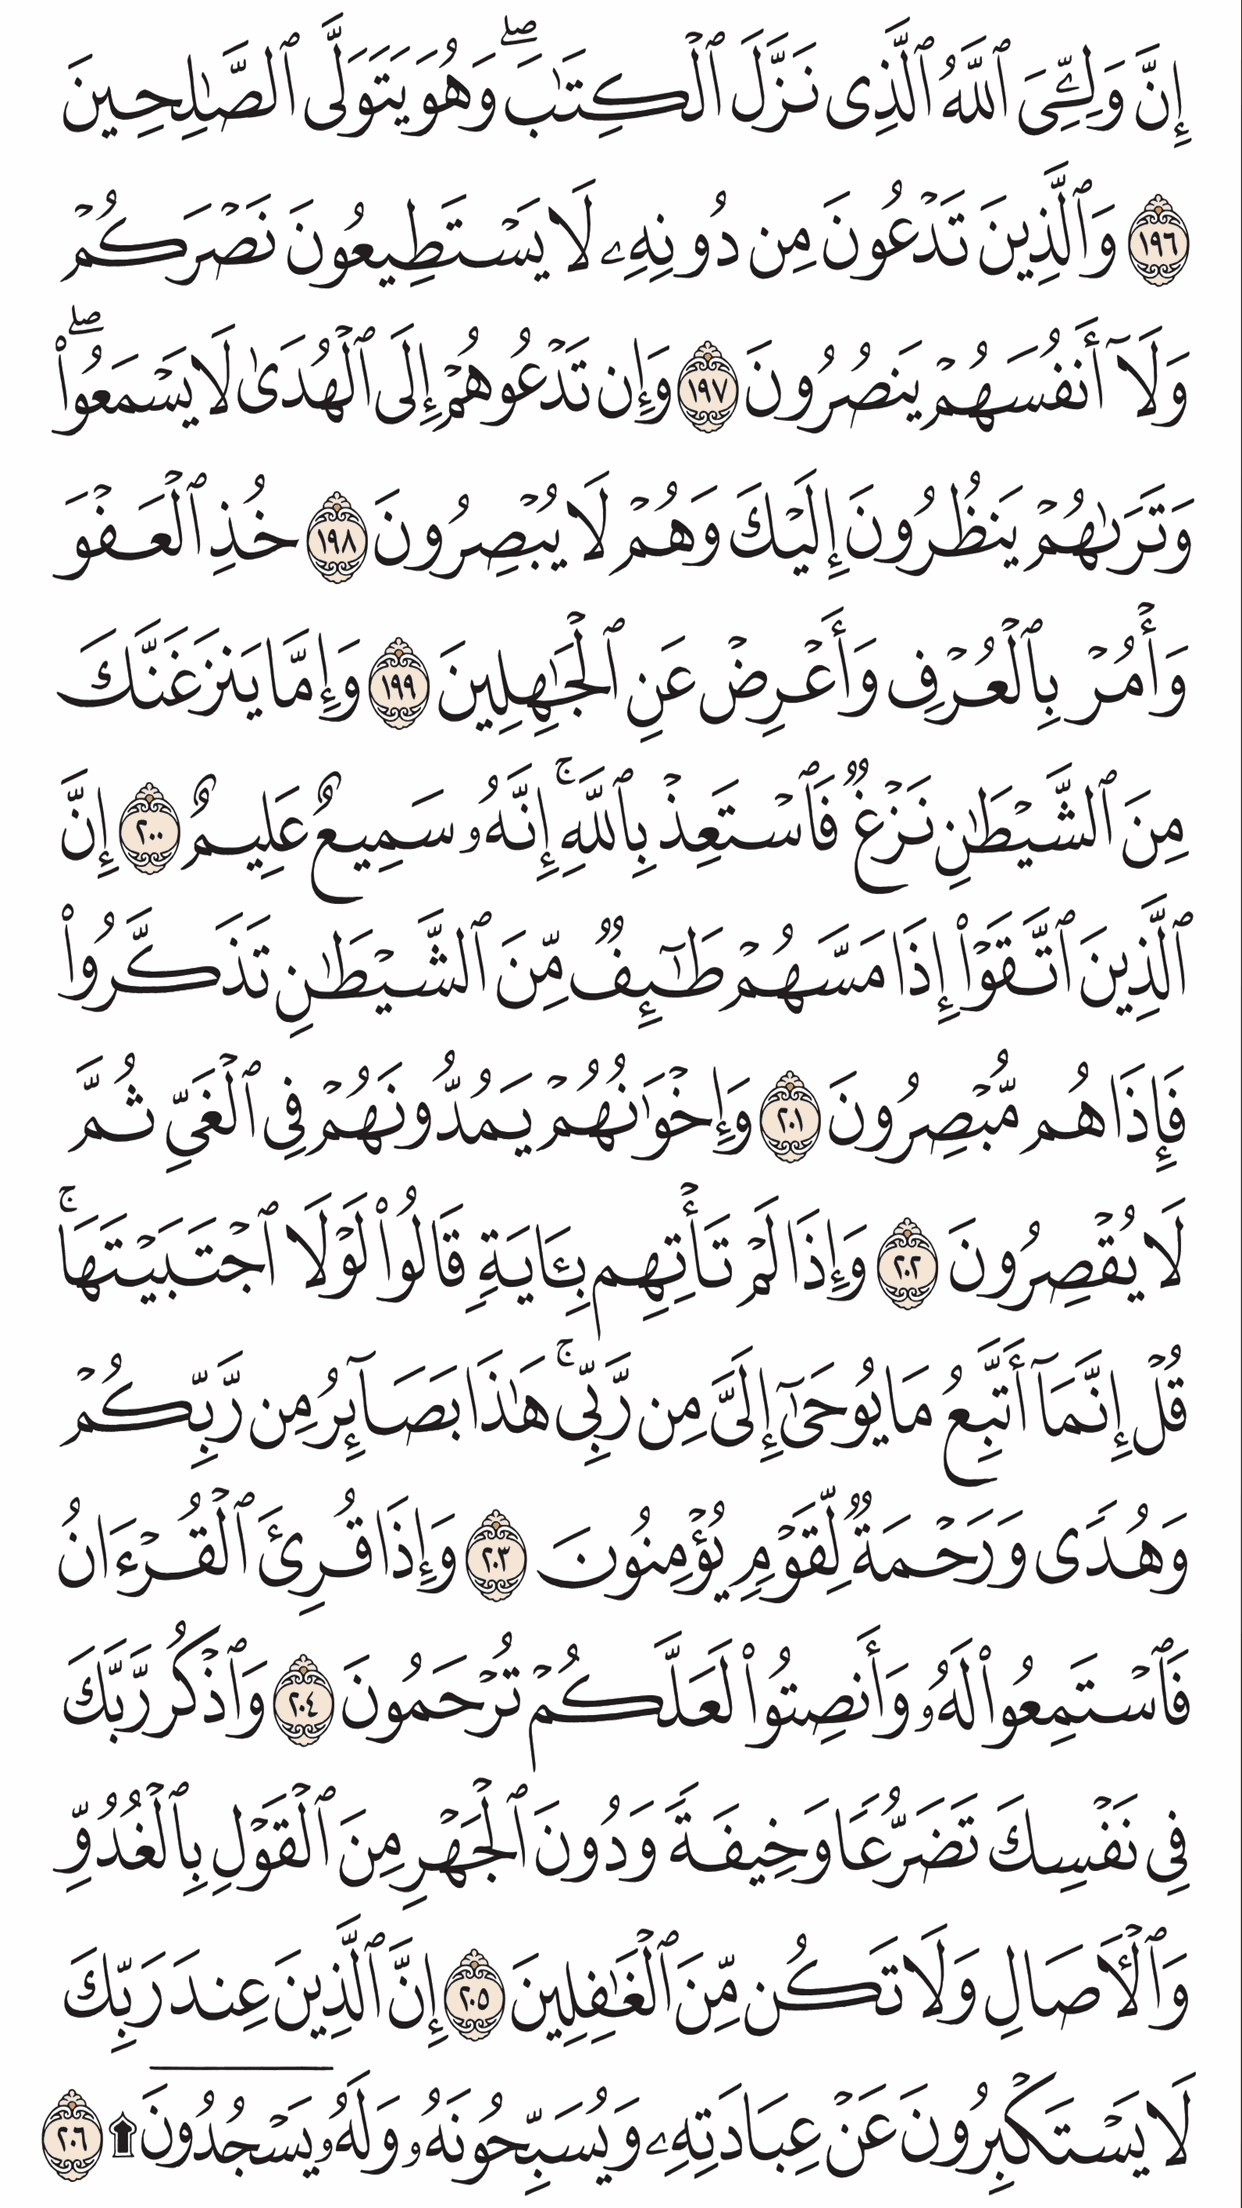 إِنَّ وَلِـِّۧيَ ٱللَّهُ ٱلَّذِى نَزَّلَ ٱلْكِتَـٰبَ ۖ وَهُوَ يَتَوَلَّى ٱلصَّـٰلِحِينَ
١٩٦ وَٱلَّذِينَ تَدْعُونَ مِن دُونِهِۦ لَا يَسْتَطِيعُونَ نَصْرَكُمْ
وَلَآ أَنفُسَهُمْ يَنصُرُونَ ١٩٧ وَإِن تَدْعُوهُمْ إِلَى ٱلْهُدَىٰ لَا يَسْمَعُوا۟ ۖ
وَتَرَىٰهُمْ يَنظُرُونَ إِلَيْكَ وَهُمْ لَا يُبْصِرُونَ ١٩٨ خُذِ ٱلْعَفْوَ
وَأْمُرْ بِٱلْعُرْفِ وَأَعْرِضْ عَنِ ٱلْجَـٰهِلِينَ ١٩٩ وَإِمَّا يَنزَغَنَّكَ
مِنَ ٱلشَّيْطَـٰنِ نَزْغٌ فَٱسْتَعِذْ بِٱللَّهِ ۚ إِنَّهُۥ سَمِيعٌ عَلِيمٌ ٢٠٠ إِنَّ
ٱلَّذِينَ ٱتَّقَوْا۟ إِذَا مَسَّهُمْ طَـٰٓئِفٌ مِّنَ ٱلشَّيْطَـٰنِ تَذَكَّرُوا۟
فَإِذَا هُم مُّبْصِرُونَ ٢٠١ وَإِخْوَٰنُهُمْ يَمُدُّونَهُمْ فِى ٱلْغَىِّ ثُمَّ
لَا يُقْصِرُونَ ٢٠٢ وَإِذَا لَمْ تَأْتِهِم بِـَٔايَةٍ قَالُوا۟ لَوْلَا ٱجْتَبَيْتَهَا ۚ
قُلْ إِنَّمَآ أَتَّبِعُ مَا يُوحَىٰٓ إِلَىَّ مِن رَّبِّى ۚ هَـٰذَا بَصَآئِرُ مِن رَّبِّكُمْ
وَهُدًى وَرَحْمَةٌ لِّقَوْمٍ يُؤْمِنُونَ ٢٠٣ وَإِذَا قُرِئَ ٱلْقُرْءَانُ
فَٱسْتَمِعُوا۟ لَهُۥ وَأَنصِتُوا۟ لَعَلَّكُمْ تُرْحَمُونَ ٢٠٤ وَٱذْكُر رَّبَّكَ
فِى نَفْسِكَ تَضَرُّعًا وَخِيفَةً وَدُونَ ٱلْجَهْرِ مِنَ ٱلْقَوْلِ بِٱلْغُدُوِّ
وَٱلْـَٔاصَالِ وَلَا تَكُن مِّنَ ٱلْغَـٰفِلِينَ ٢٠٥ إِنَّ ٱلَّذِينَ عِندَ رَبِّكَ
لَا يَسْتَكْبِرُونَ عَنْ عِبَادَتِهِۦ وَيُسَبِّحُونَهُۥ وَلَهُۥ يَسْجُدُونَ ۩ ٢٠٦